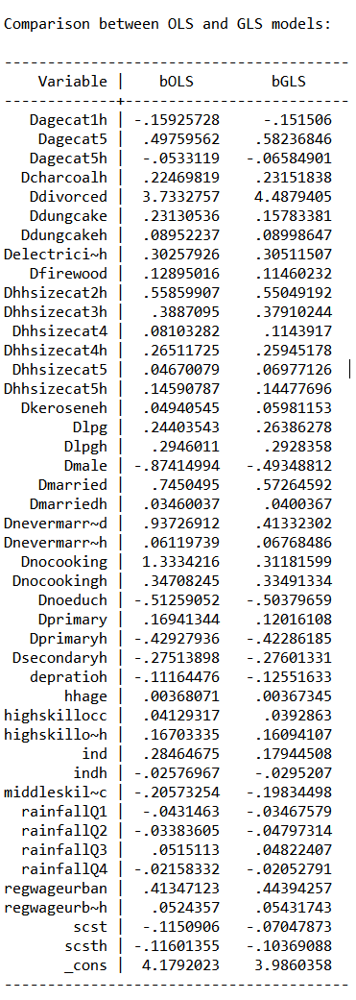 Comparison between OLS and GLS models:
----------------------------------------
Variable | bOLS bGLS
-------------+--------------------------
Dagecat1h | -.15925728 -.151506
Dagecat5 | .49759562 .58236846
Dagecat5h | -.0533119 -.06584901
Dcharcoalh | .22469819 .23151838
Ddivorced | 3.7332757 4.4879405
Ddungcake | .23130536 .15783381
Ddungcakeh | .08952237 .08998647
Delectrici~h | .30257926 .30511507
Dfirewood | .12895016 .11460232
Dhhsizecat2h | .55859907 .55049192
Dhhsizecat3h | .3887095 .37910244
Dhhsizecat4 | .08103282 .1143917
Dhhsizecat4h | .26511725 .25945178
Dhhsizecat5 | .04670079 .06977126
Dhhsizecat5h | .14590787 .14477696
Dkeroseneh | .04940545 .05981153
Dlpg | .24403543 .26386278
Dlpgh | .2946011 .2928358
Dmale | -.87414994 -.49348812
Dmarried | .7450495 .57264592
Dmarriedh | .03460037 .0400367
Dnevermarr~d | .93726912 .41332302
Dnevermarr~h | .06119739 .06768486
Dnocooking | 1.3334216 .31181599
Dnocookingh | .34708245 .33491334
Dnoeduch | -.51259052 -.50379659
Dprimary | .16941344 .12016108
Dprimaryh | -.42927936 -.42286185
Dsecondaryh | -.27513898 -.27601331
depratioh | -.11164476 -.12551633
hhage | .00368071 .00367345
highskillocc | .04129317 .0392863
highskillo~h | .16703335 .16094107
ind | .28464675 .17944508
indh | -.02576967 -.0295207
middleskil~c | -.20573254 -.19834498
rainfallQ1 | -.0431463 -.03467579
rainfallQ2 | -.03383605 -.04797314
rainfallQ3 | .0515113 .04822407
rainfallQ4 | -.02158332 -.02052791
regwageurban | .41347123 .44394257
regwageurb~h | .0524357 .05431743
scst | -.1150906 -.07047873
scsth | -.11601355 -.10369088
_cons | 4.1792023 3.9860358
----------------------------------------